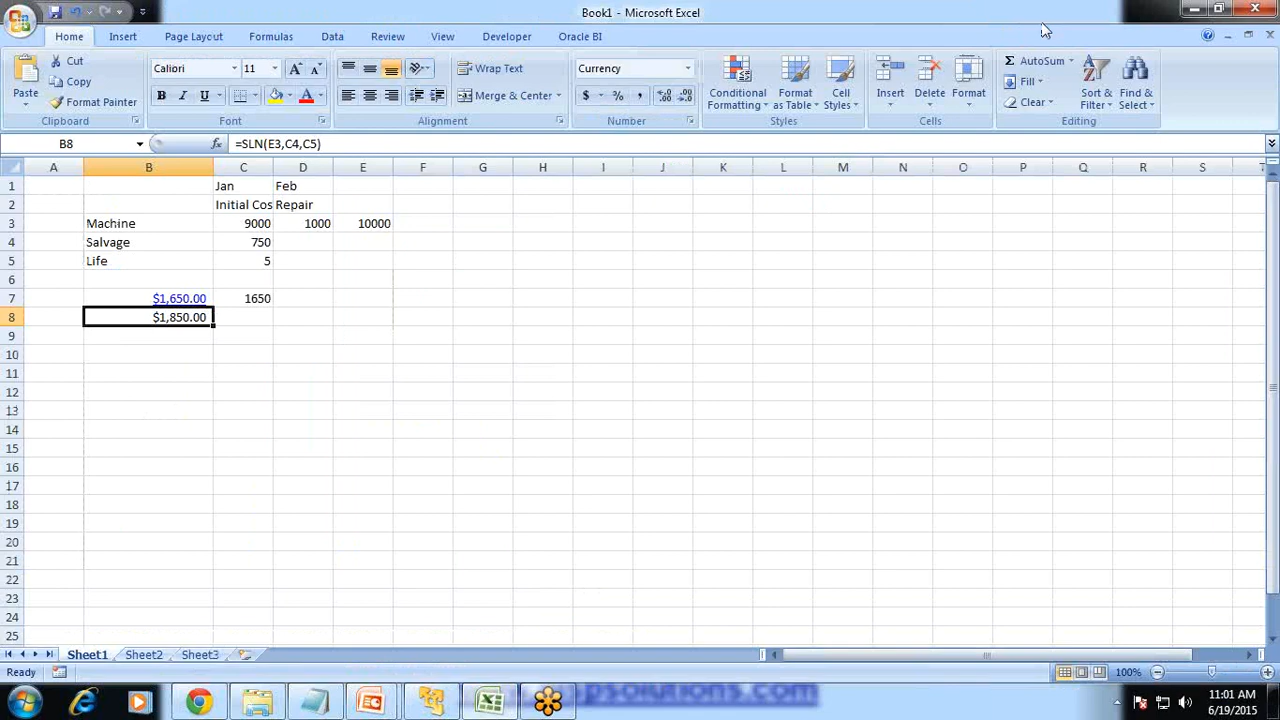 Book1 - Microsoft Excel
Home Insert Page Layout Formulas Data Review View Developer Oracle BI
Paste
Cut
Copy
Format Painter
Clipboard
Calibri 11
B I U
Font
Wrap Text
Merge & Center
Alignment
Currency
$ % ,
Number
Conditional Formatting
Format as Table
Cell Styles
Styles
Insert Delete Format
Cells
Σ AutoSum
Fill
Clear
Sort & Filter
Find & Select
Editing
B8 fx =SLN(E3,C4,C5)
A B C D E F G H I J K L M N O P Q R S
1 Jan Feb
2 Initial Cos Repair
3 Machine 9000 1000 10000
4 Salvage 750
5 Life 5
6
7 $1,650.00 1650
8 $1,850.00
9
10
11
12
13
14
15
16
17
18
19
20
21
22
23
24
25
Sheet1 Sheet2 Sheet3
Ready 100%
11:01 AM
6/19/2015